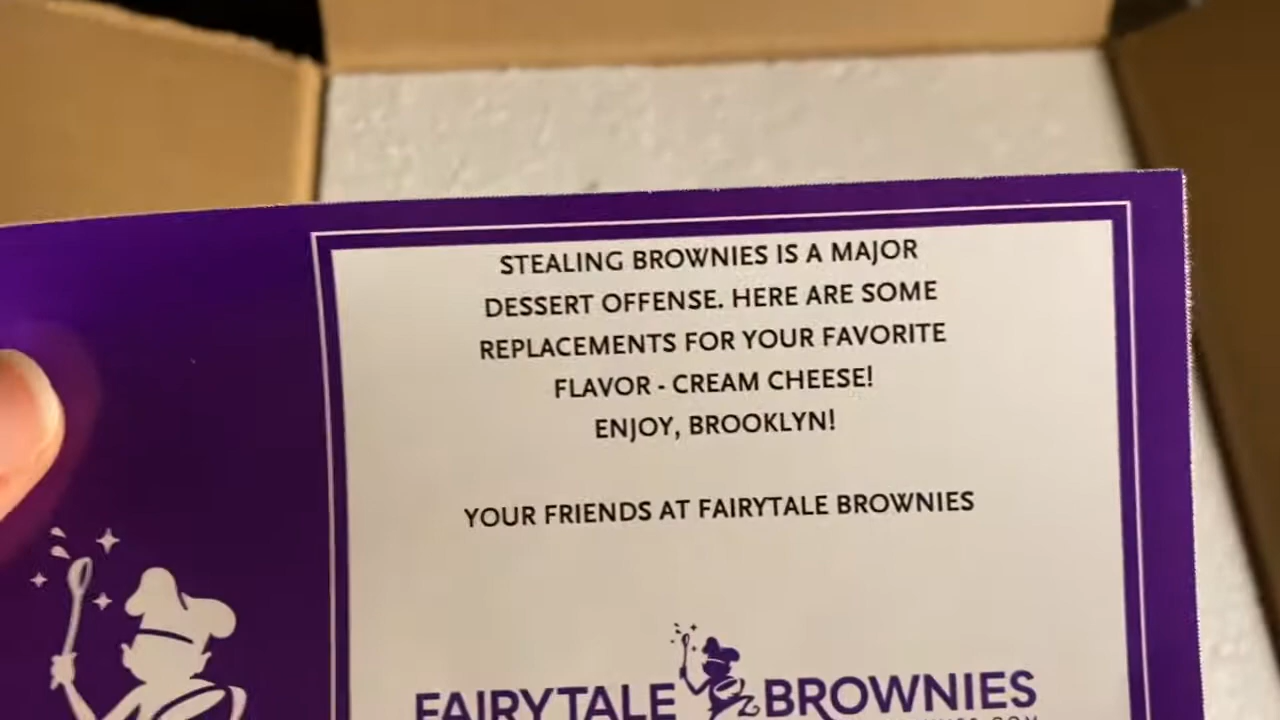 STEALING BROWNIES IS A MAJOR
DESSERT OFFENSE. HERE ARE SOME
REPLACEMENTS FOR YOUR FAVORITE
FLAVOR - CREAM CHEESE!
ENJOY, BROOKLYN!
YOUR FRIENDS AT FAIRYTALE BROWNIES
FAIRYTALE BROWNIES